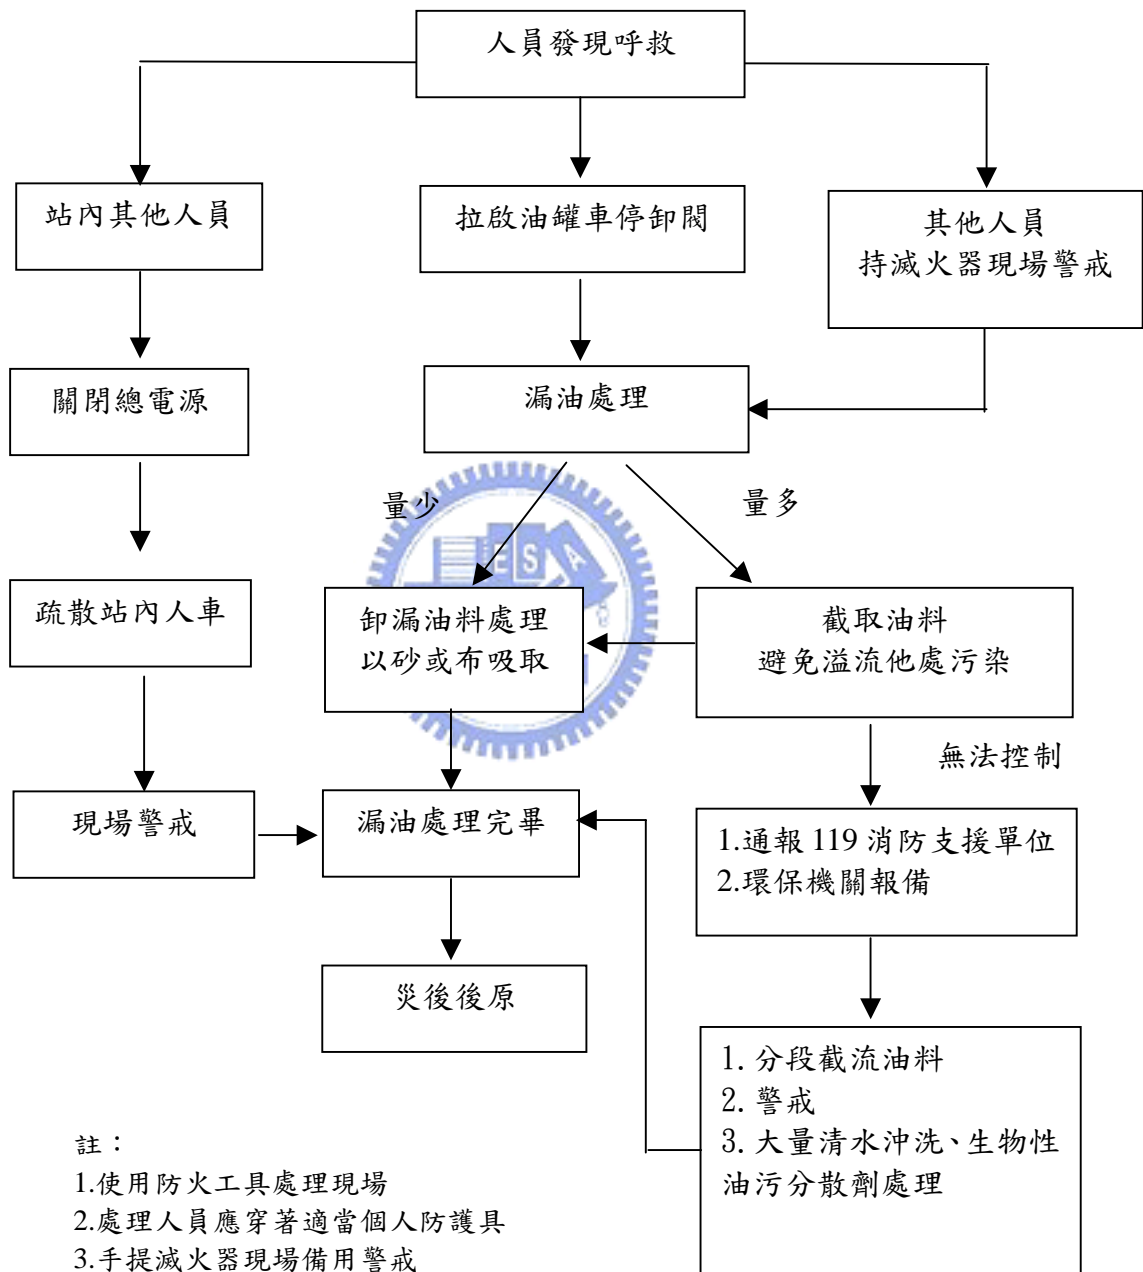 人員發現呼救
站內其他人員
拉啟油罐車停卸閥
其他人員
持滅火器現場警戒
關閉總電源
漏油處理
量少
量多
E S A
疏散站內人車
卸漏油料處理
以砂或布吸取
截取油料
避免溢流他處污染
無法控制
現場警戒
漏油處理完畢
1.通報 119 消防支援單位
2.環保機關報備
災後後原
1. 分段截流油料
2. 警戒
3. 大量清水沖洗、生物性
油污分散劑處理
註：
1.使用防火工具處理現場
2.處理人員應穿著適當個人防護具
3.手提滅火器現場備用警戒